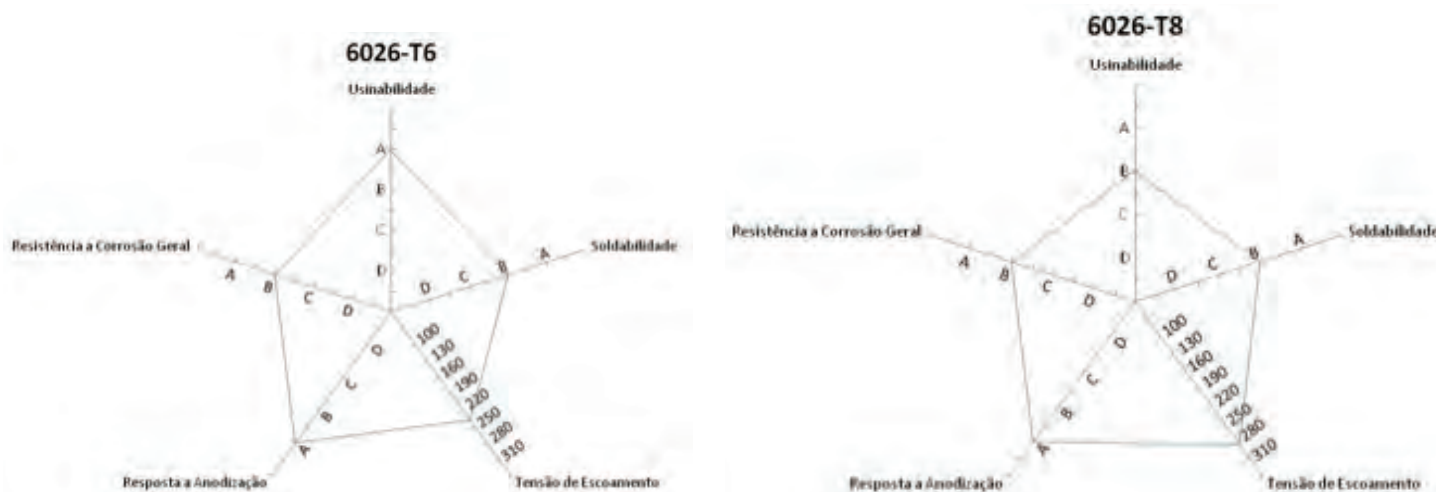 6026-T6
Usinabilidade
A
B
C
D
Soldabilidade
D C B A
Resistência a Corrosão Geral
A B C D
D
C
B
A
Resposta a Anodização
100
130
160
190
220
250
280
310
Tensão de Escoamento
6026-T8
Usinabilidade
A
B
C
D
Soldabilidade
D C B A
Resistência a Corrosão Geral
A B C D
D
C
B
A
Resposta a Anodização
100
130
160
190
220
250
280
310
Tensão de Escoamento